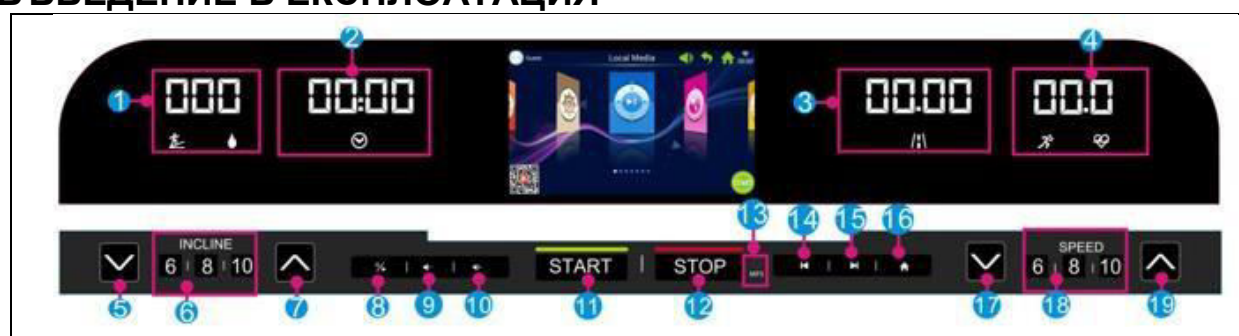 ВЪВЕДЕНИЕ В ЕКСПЛОАТАЦИЯ
2 4
Local Media
1 000 00:00 3 00.00 00.0
13 14 15 16
INCLINE SPEED
6 8 10 START STOP MP3 6 8 10
5 6 7 8 9 10 11 12 17 18 19